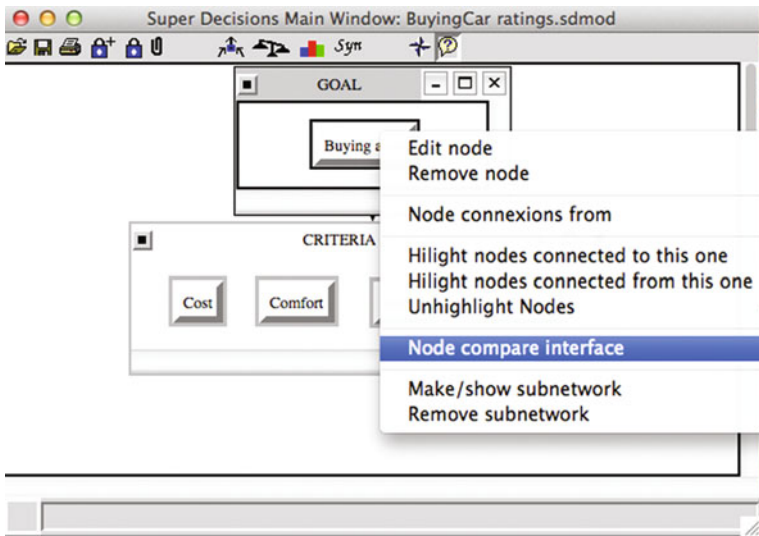 Super Decisions Main Window: BuyingCar ratings.sdmod
Syn
GOAL
Buying a
Edit node
Remove node
Node connexions from
Hilight nodes connected to this one
Hilight nodes connected from this one
Unhighlight Nodes
Node compare interface
Make/show subnetwork
Remove subnetwork
CRITERIA
Cost
Comfort